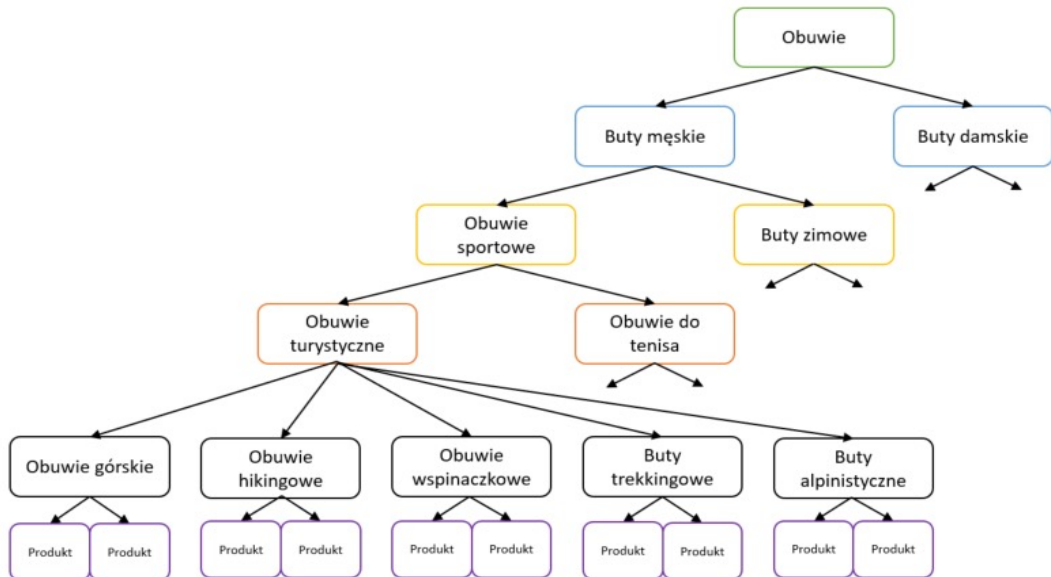 Obuwie
Buty męskie
Buty damskie
Obuwie
sportowe
Buty zimowe
Obuwie
turystyczne
Obuwie do
tenisa
Obuwie górskie
Obuwie
hikingowe
Obuwie
wspinaczkowe
Buty
trekkingowe
Buty
alpinistyczne
Produkt
Produkt
Produkt
Produkt
Produkt
Produkt
Produkt
Produkt
Produkt
Produkt